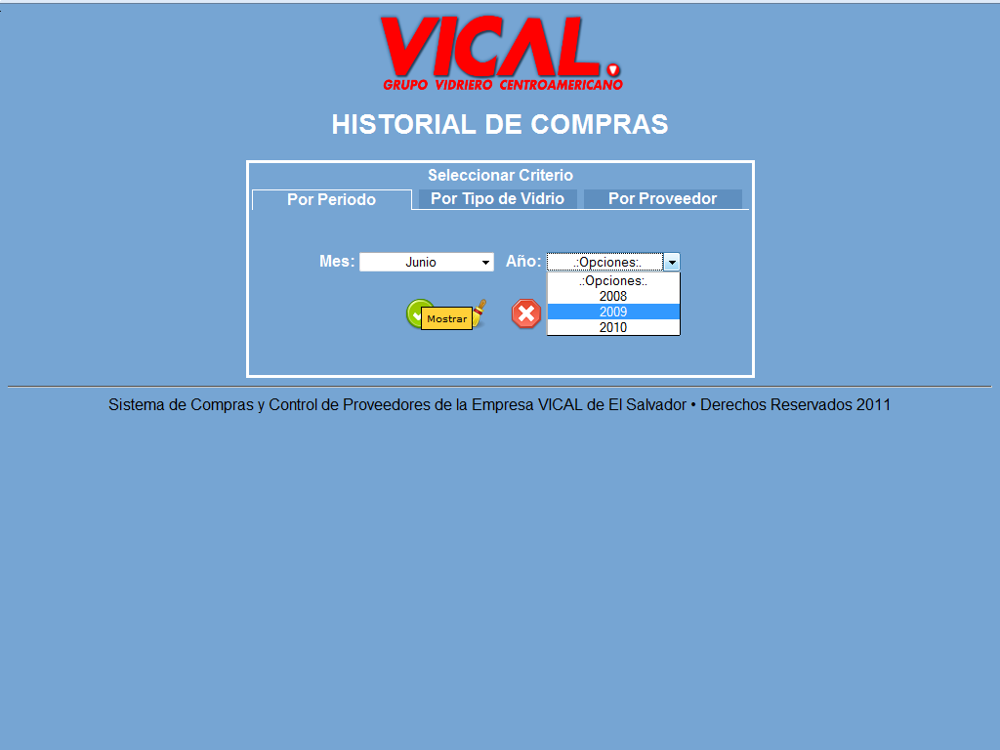 VICAL.
GRUPO VIDRIERO CENTROAMERICANO
HISTORIAL DE COMPRAS
Seleccionar Criterio
Por Periodo Por Tipo de Vidrio Por Proveedor
Mes: Junio Año: .:Opciones:.
.:Opciones:.
2008
2009
2010
Mostrar
Sistema de Compras y Control de Proveedores de la Empresa VICAL de El Salvador • Derechos Reservados 2011